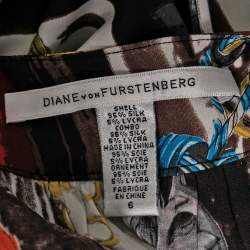 DIANE VON FURSTENBERG
SHELL
95% SILK
5% LYCRA
COMBO
95% SILK
5% LYCRA
MADE IN CHINA
95% SOIE
5% LYCRA
ORNEMENT
95% SOIE
5% LYCRA
FABRIQUE
EN CHINE
6